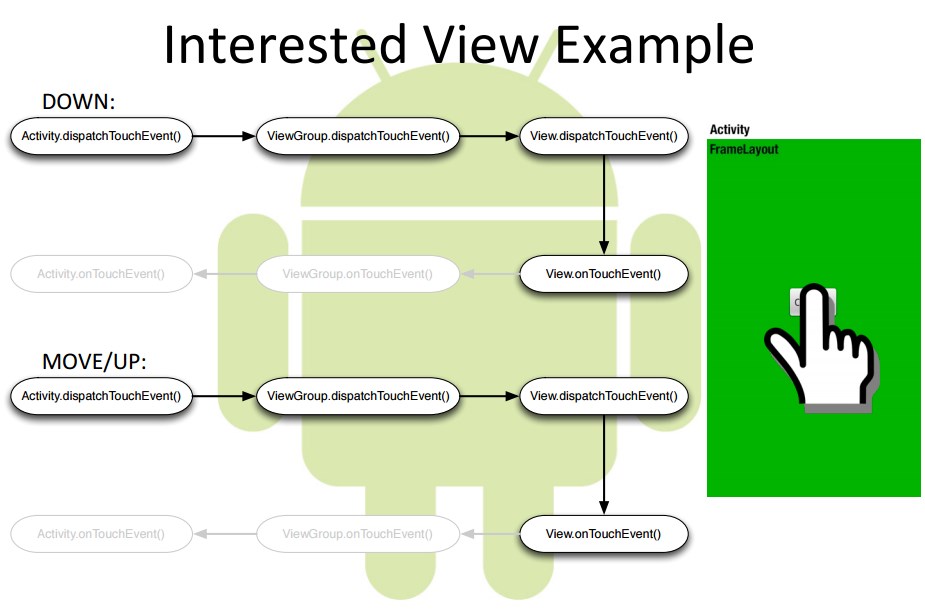 Interested View Example
DOWN:
Activity.dispatchTouchEvent()
ViewGroup.dispatchTouchEvent()
View.dispatchTouchEvent()
Activity.onTouchEvent()
ViewGroup.onTouchEvent()
View.onTouchEvent()
MOVE/UP:
Activity.dispatchTouchEvent()
ViewGroup.dispatchTouchEvent()
View.dispatchTouchEvent()
Activity.onTouchEvent()
ViewGroup.onTouchEvent()
View.onTouchEvent()
Activity
FrameLayout